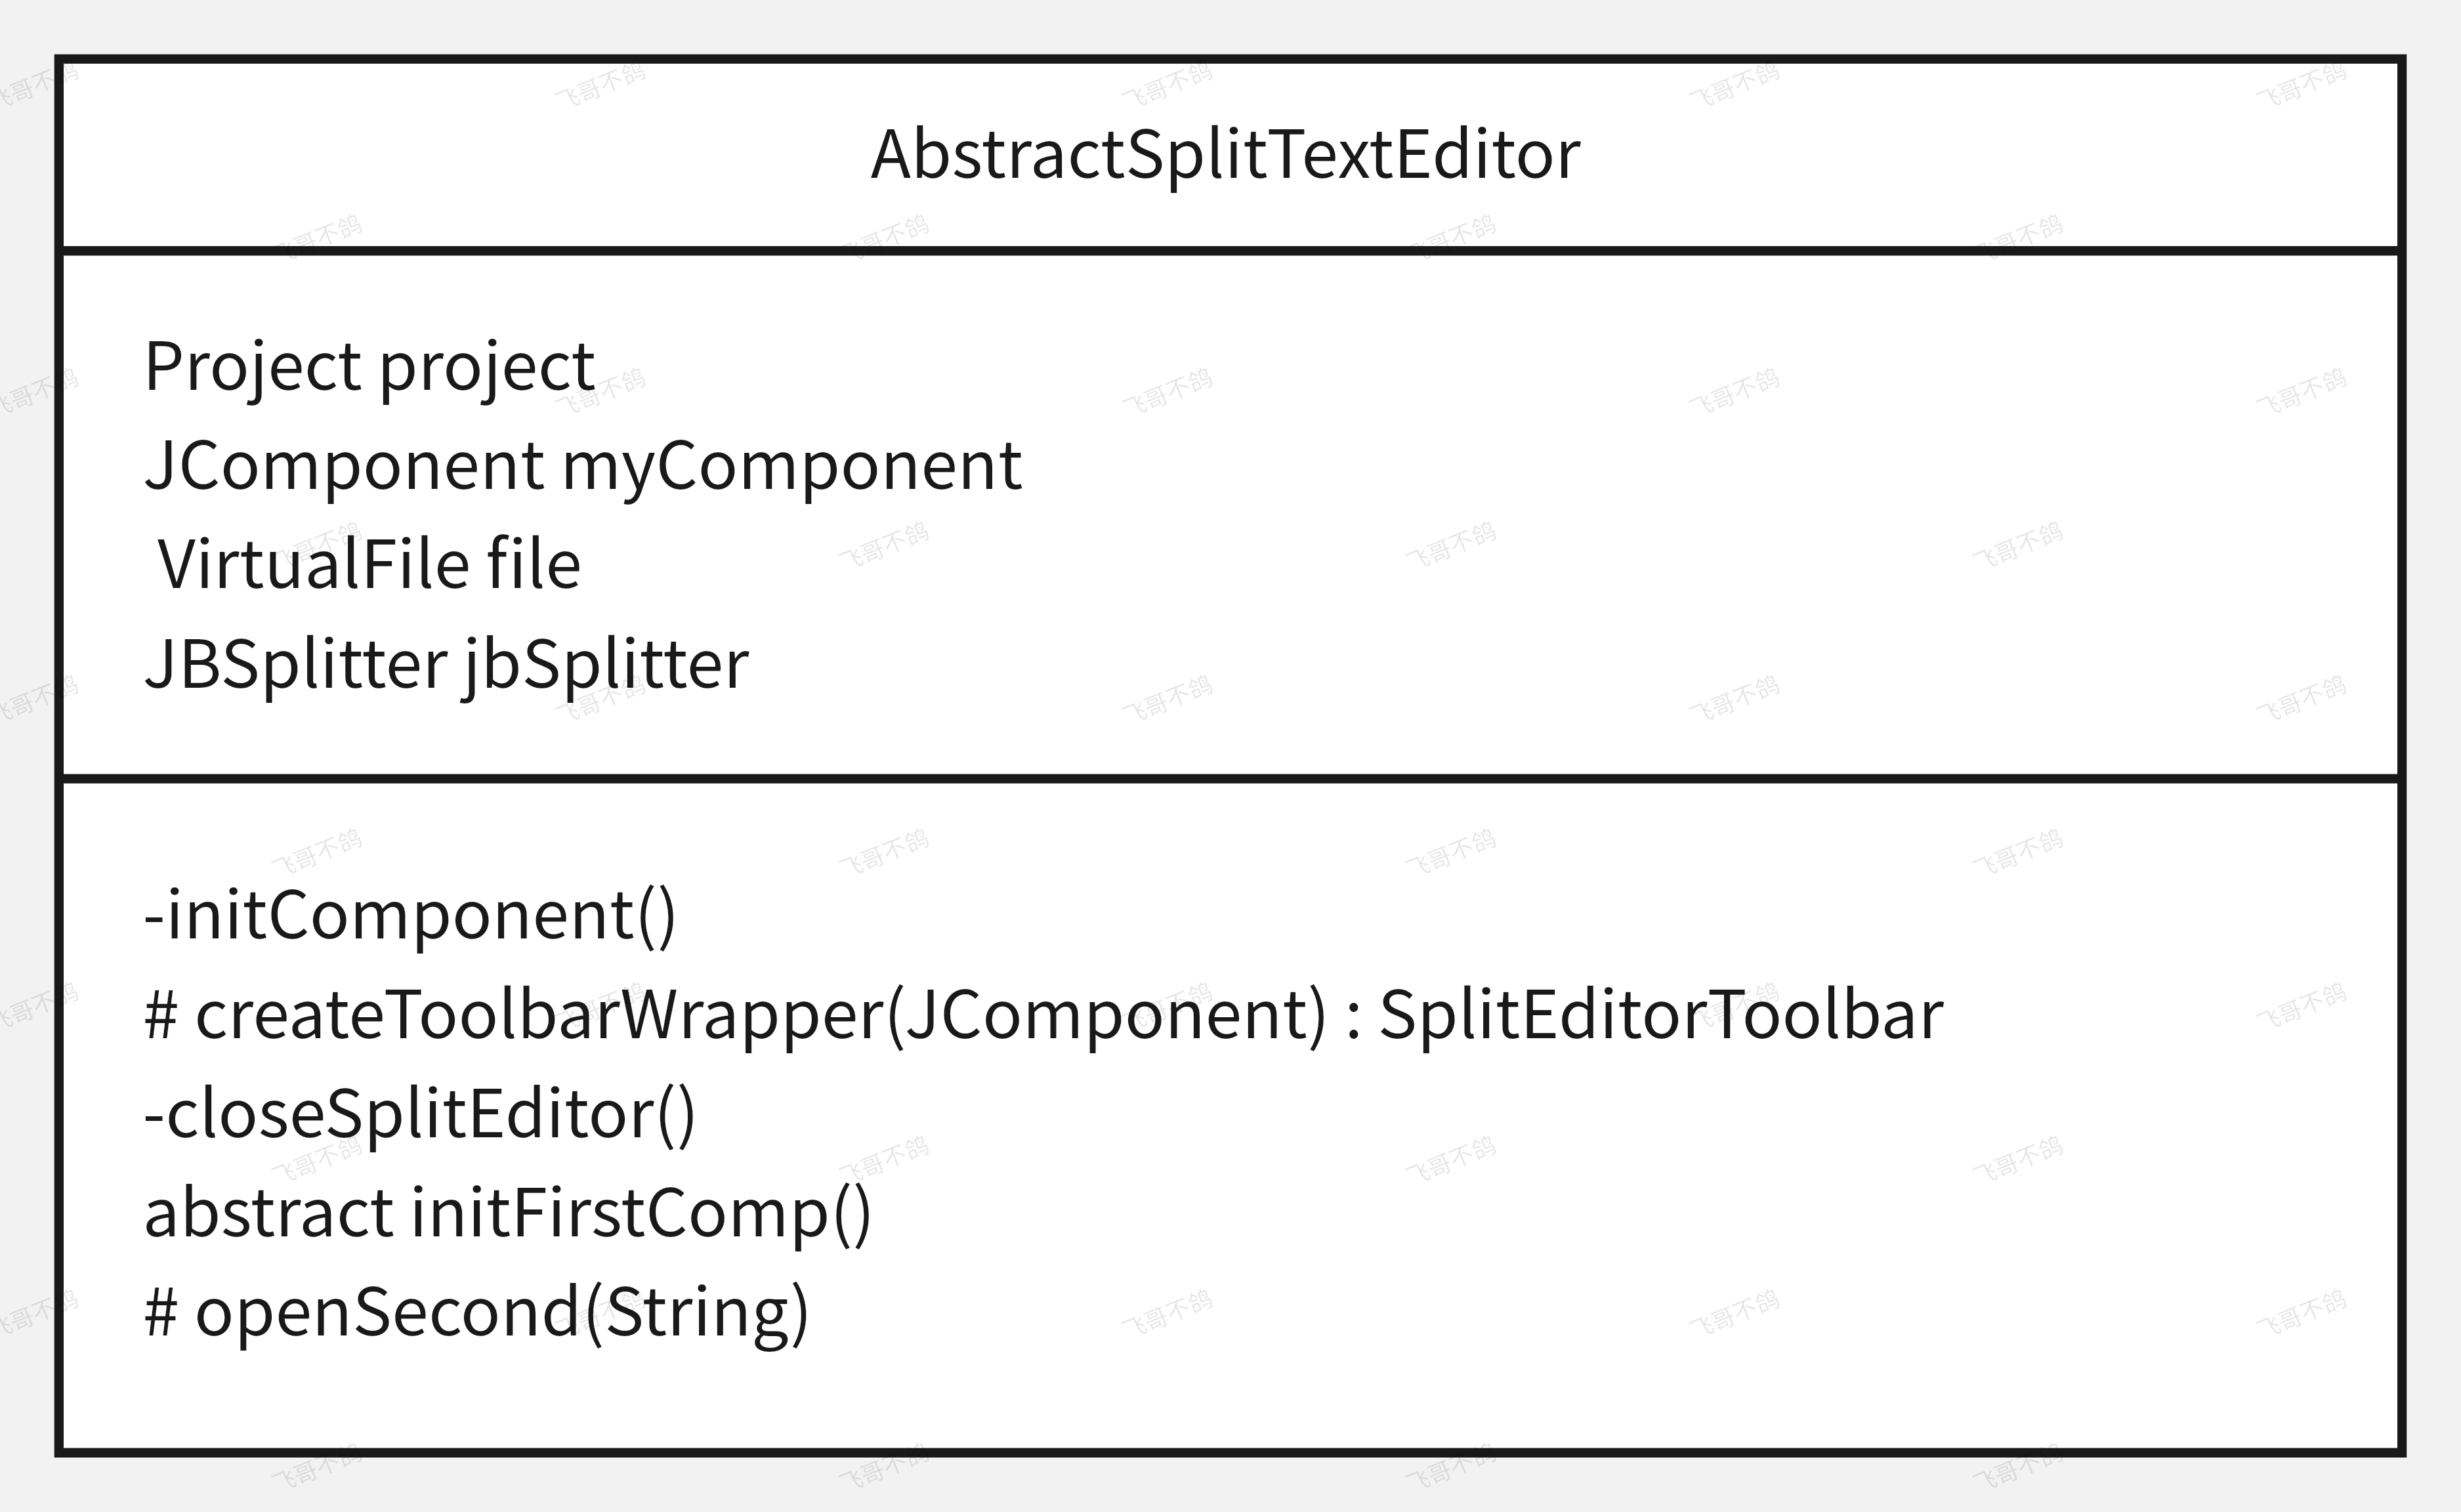 AbstractSplitTextEditor
Project project
JComponent myComponent
VirtualFile file
JBSplitter jbSplitter
-initComponent()
# createToolbarWrapper(JComponent) : SplitEditorToolbar
-closeSplitEditor()
abstract initFirstComp()
# openSecond(String)
飞哥不鸽